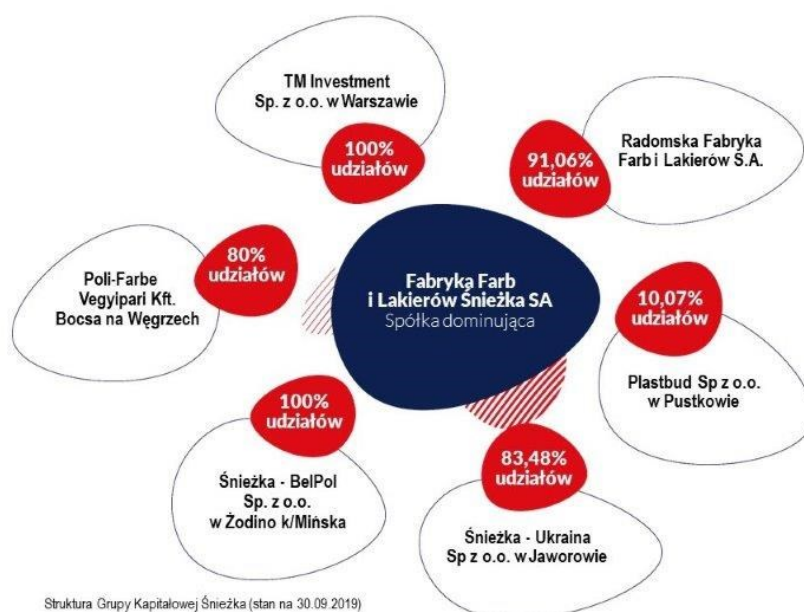 TM Investment
Sp. z o.o. w Warszawie
100%
udziałów
Radomska Fabryka
Farb i Lakierów S.A.
91,06%
udziałów
Poli-Farbe
Vegyipari Kft.
Bocsa na Węgrzech
80%
udziałów
Fabryka Farb
i Lakierów Śnieżka SA
Spółka dominująca
10,07%
udziałów
Plastbud Sp z o.o.
w Pustkowie
100%
udziałów
Śnieżka - BelPol
Sp. z o.o.
w Żodino k/Mińska
83,48%
udziałów
Śnieżka - Ukraina
Sp z o.o. w Jaworowie
Struktura Grupy Kapitałowej Śnieżka (stan na 30.09.2019)